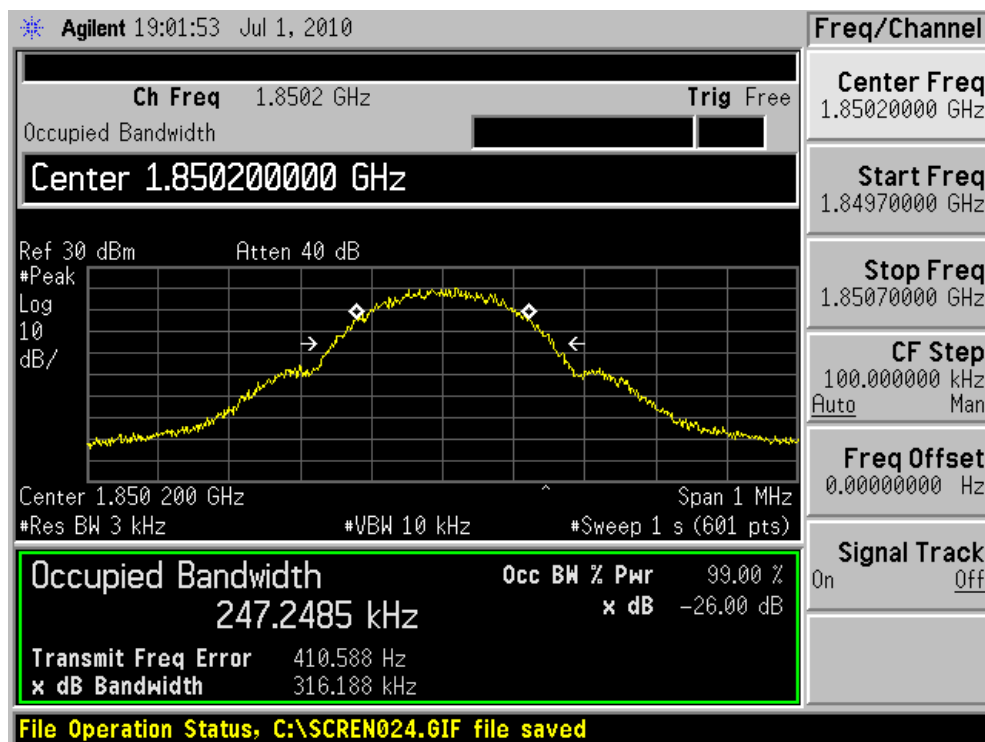 Agilent 19:01:53 Jul 1, 2010
Freq/Channel
Ch Freq 1.8502 GHz Trig Free
Occupied Bandwidth
Center 1.850200000 GHz
Ref 30 dBm Atten 40 dB
#Peak
Log
10
dB/
Center 1.850 200 GHz Span 1 MHz
#Res BW 3 kHz #VBW 10 kHz #Sweep 1 s (601 pts)
Occupied Bandwidth Occ BW % Pwr 99.00 %
247.2485 kHz x dB -26.00 dB
Transmit Freq Error 410.588 Hz
x dB Bandwidth 316.188 kHz
File Operation Status, C:\SCREN024.GIF file saved
Center Freq
1.85020000 GHz
Start Freq
1.84970000 GHz
Stop Freq
1.85070000 GHz
CF Step
100.000000 kHz
Auto Man
Freq Offset
0.00000000 Hz
Signal Track
On Off